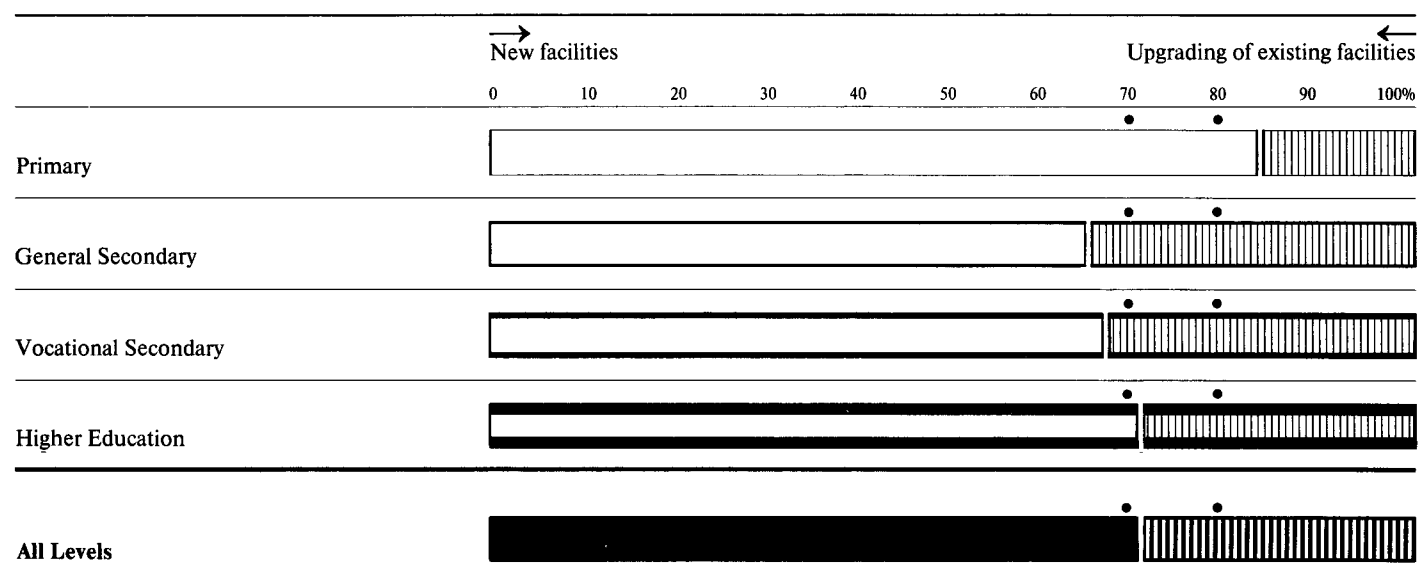 New facilities Upgrading of existing facilities
0 10 20 30 40 50 60 70 80 90 100%
Primary
General Secondary
Vocational Secondary
Higher Education
All Levels